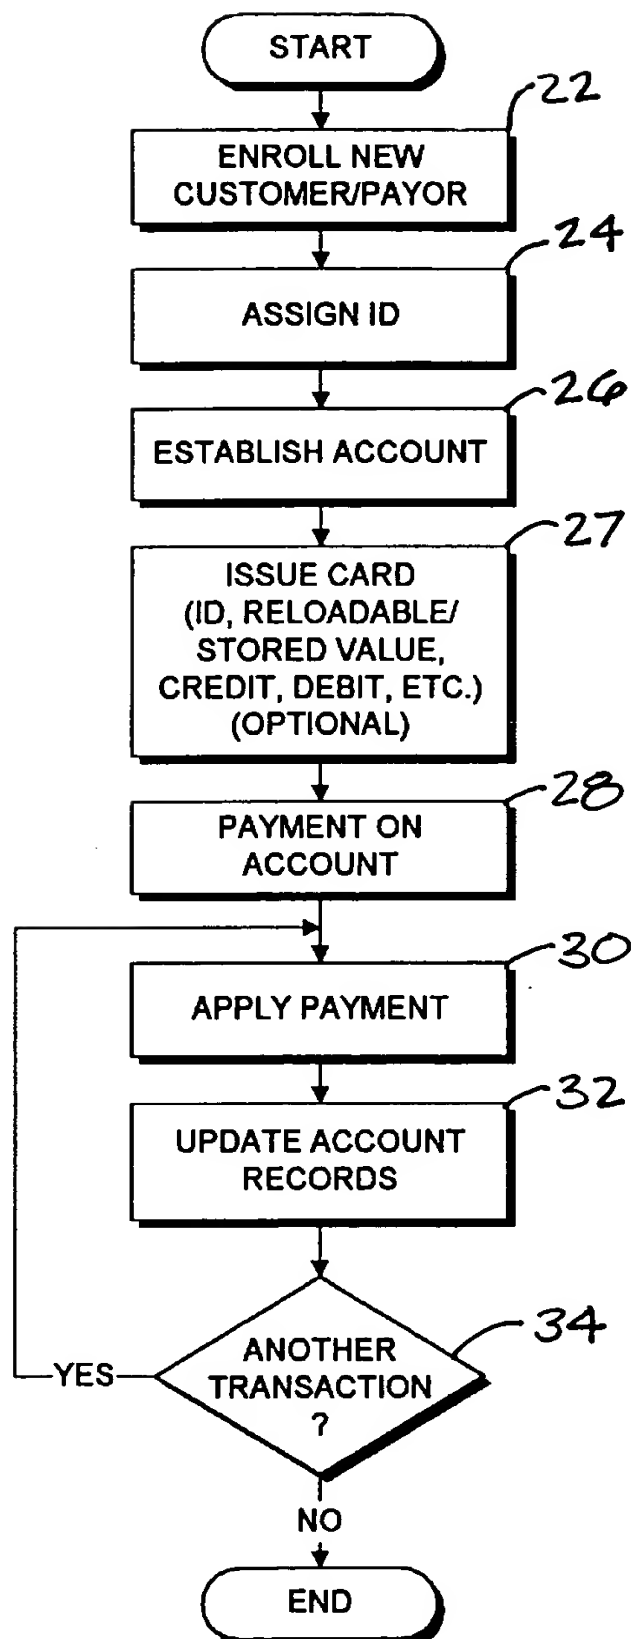 START
22
ENROLL NEW
CUSTOMER/PAYOR
24
ASSIGN ID
26
ESTABLISH ACCOUNT
27
ISSUE CARD
(ID, RELOADABLE/
STORED VALUE,
CREDIT, DEBIT, ETC.)
(OPTIONAL)
28
PAYMENT ON
ACCOUNT
30
APPLY PAYMENT
32
UPDATE ACCOUNT
RECORDS
34
ANOTHER
TRANSACTION
?
YES
NO
END